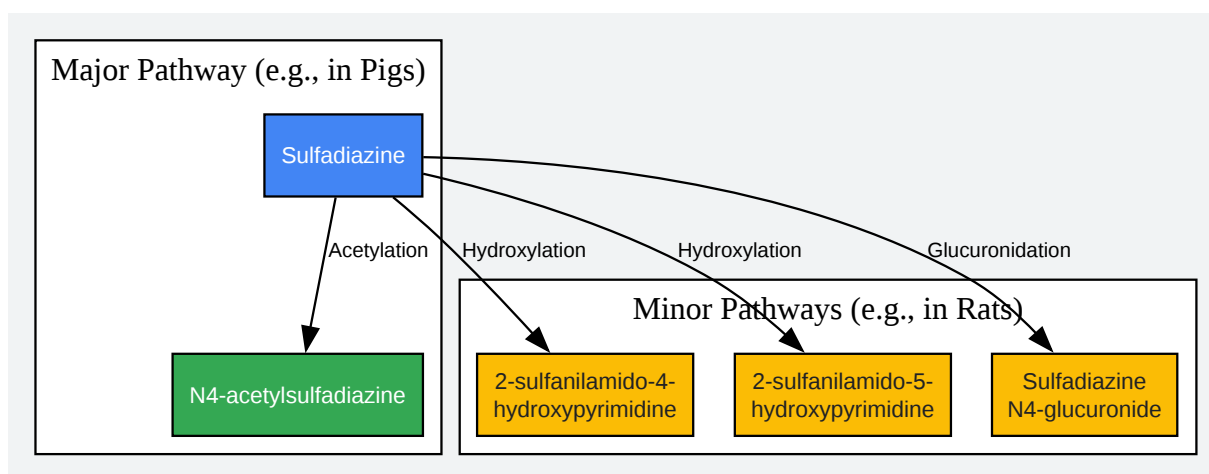 Major Pathway (e.g., in Pigs)
Sulfadiazine
Acetylation
Hydroxylation
Hydroxylation
Glucuronidation
Minor Pathways (e.g., in Rats)
N4-acetylsulfadiazine
2-sulfanilamido-4-
hydroxypyrimidine
2-sulfanilamido-5-
hydroxypyrimidine
Sulfadiazine
N4-glucuronide